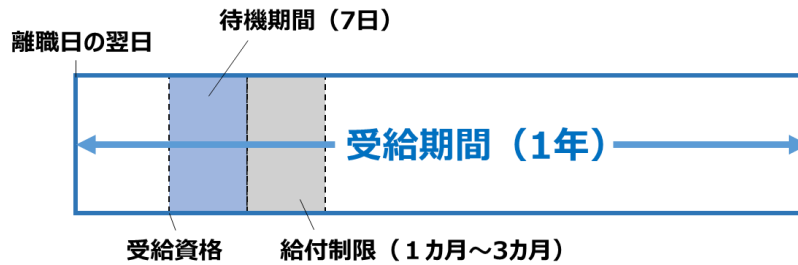 待機期間（7日）
離職日の翌日
受給期間（1年）
受給資格
給付制限（１カ月～3カ月）